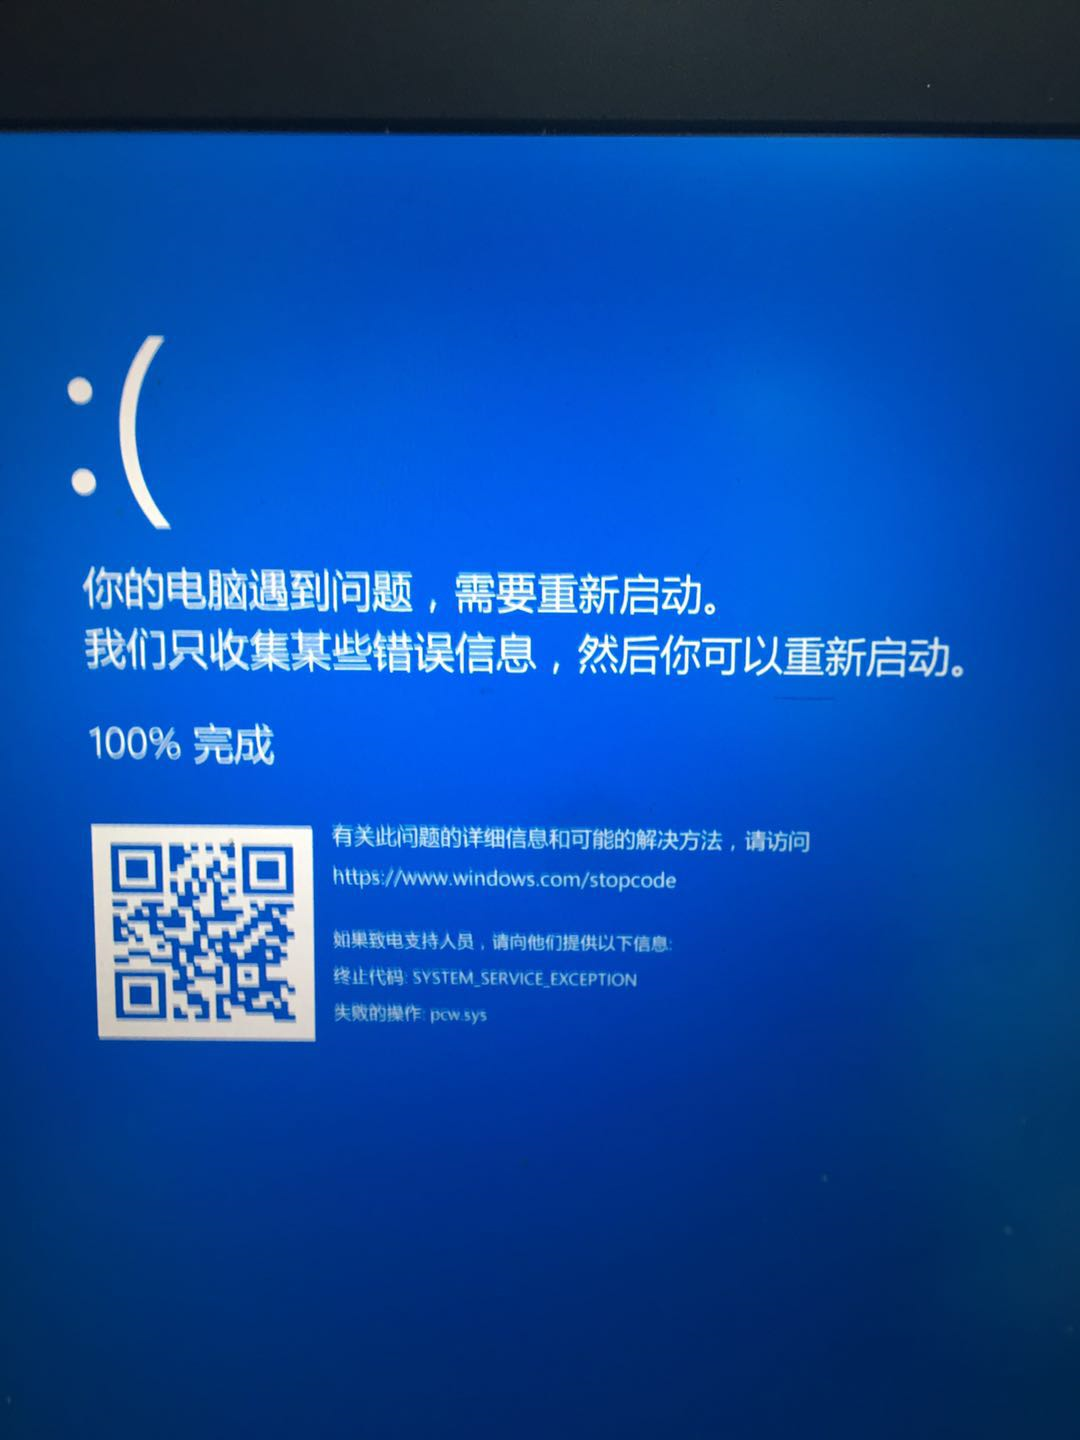 :(
你的电脑遇到问题，需要重新启动。
我们只收集某些错误信息，然后你可以重新启动。
100% 完成
有关此问题的详细信息和可能的解决方法，请访问
https://www.windows.com/stopcode
如果致电支持人员，请向他们提供以下信息:
终止代码: SYSTEM_SERVICE_EXCEPTION
失败的操作: pcw.sys